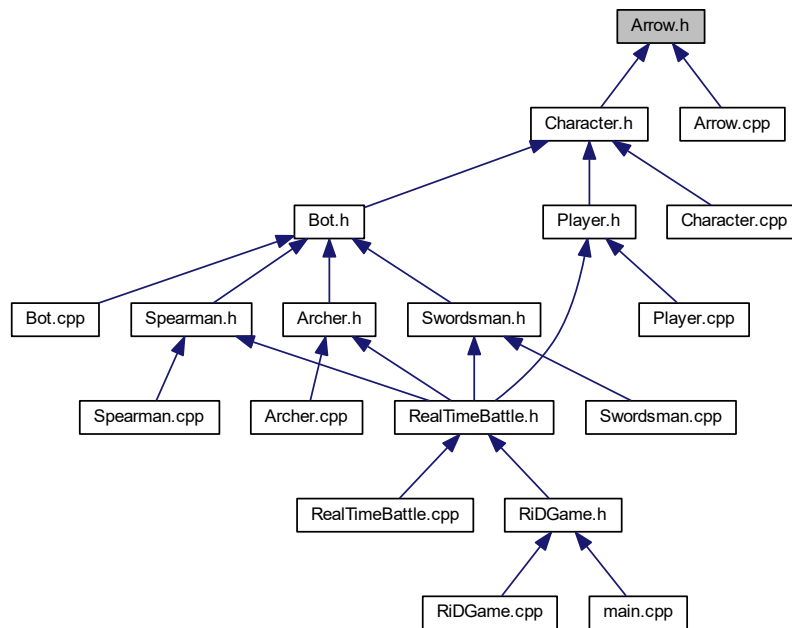 Arrow.h
Character.h
Arrow.cpp
Bot.h
Player.h
Character.cpp
Bot.cpp
Spearman.h
Archer.h
Swordsman.h
Player.cpp
Spearman.cpp
Archer.cpp
RealTimeBattle.h
Swordsman.cpp
RealTimeBattle.cpp
RiDGame.h
RiDGame.cpp
main.cpp